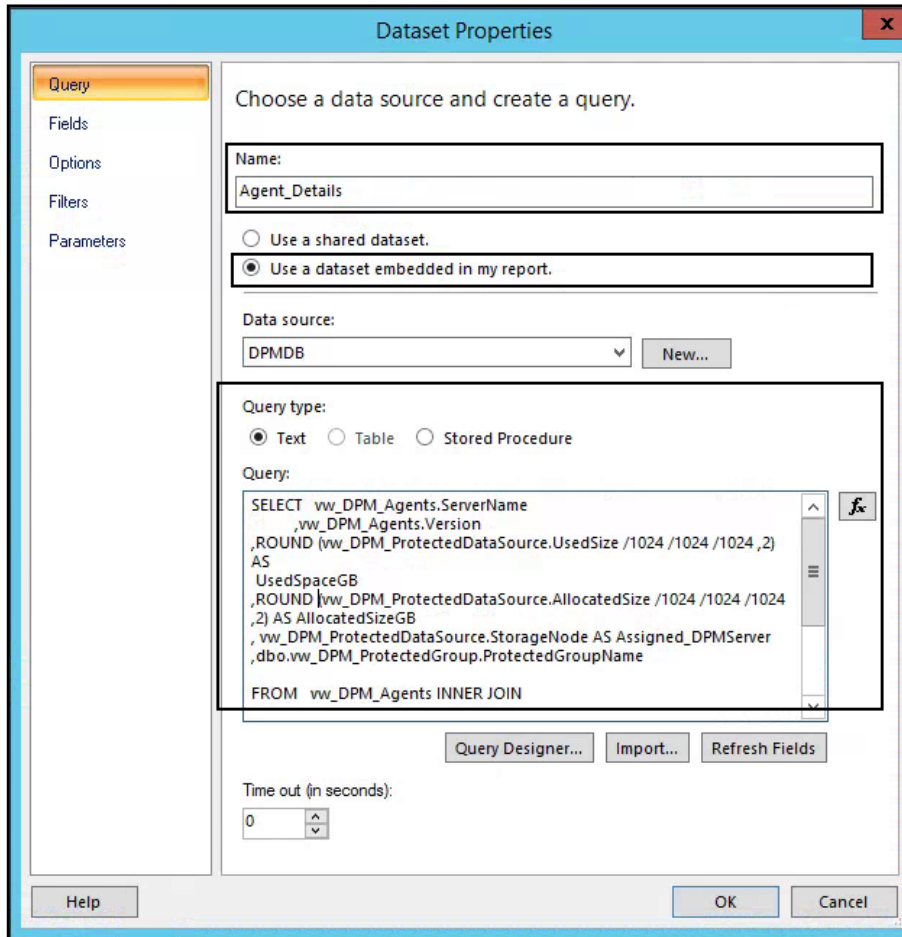 Dataset Properties
x
Query
Fields
Options
Filters
Parameters
Choose a data source and create a query.
Name:
Agent_Details
Use a shared dataset.
Use a dataset embedded in my report.
Data source:
DPMDB
New...
Query type:
Text Table Stored Procedure
Query:
SELECT vw_DPM_Agents.ServerName
,vw_DPM_Agents.Version
,ROUND (vw_DPM_ProtectedDataSource.UsedSize /1024 /1024 /1024 ,2)
AS
UsedSpaceGB
,ROUND (vw_DPM_ProtectedDataSource.AllocatedSize /1024 /1024 /1024
,2) AS AllocatedSizeGB
, vw_DPM_ProtectedDataSource.StorageNode AS Assigned_DPMServer
,dbo.vw_DPM_ProtectedGroup.ProtectedGroupName
FROM vw_DPM_Agents INNER JOIN
fx
Query Designer... Import... Refresh Fields
Time out (in seconds):
0
Help OK Cancel